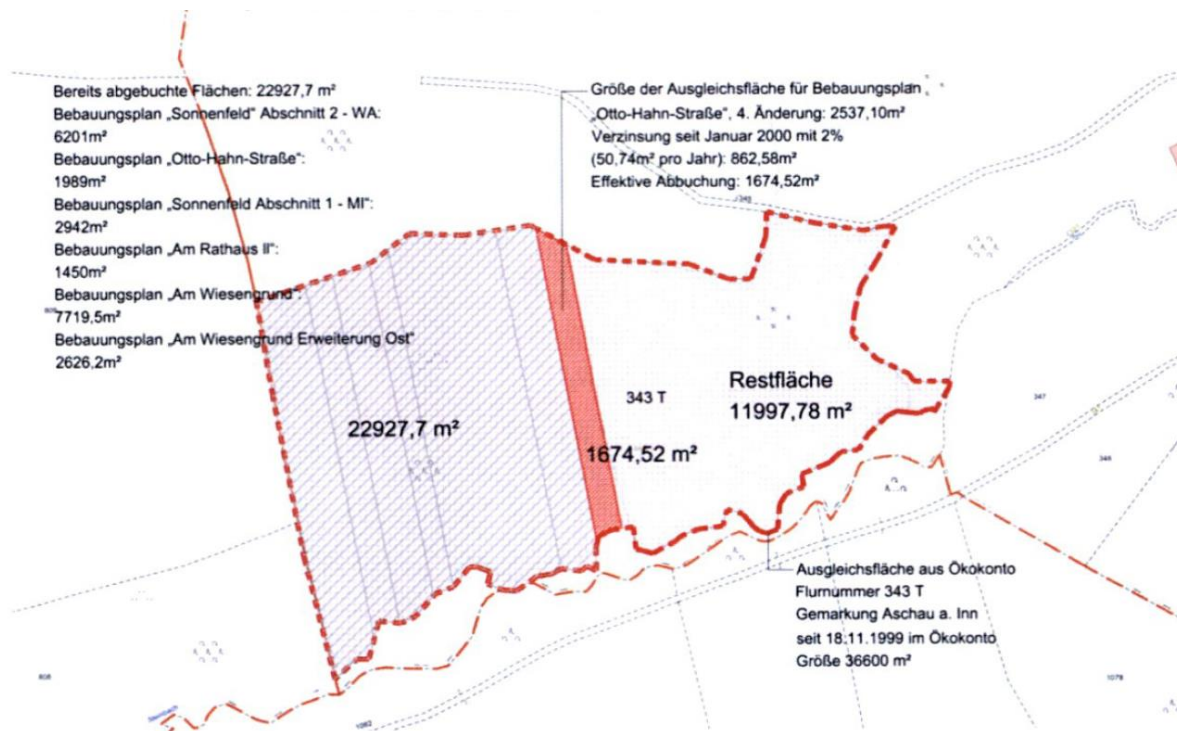 Bereits abgebuchte Flächen: 22927,7 m²
Bebauungsplan „Sonnenfeld" Abschnitt 2 - WA:
6201m²
Bebauungsplan „Otto-Hahn-Straße":
1989m²
Bebauungsplan „Sonnenfeld Abschnitt 1 - MI":
2942m²
Bebauungsplan „Am Rathaus II":
1450m²
Bebauungsplan „Am Wiesengrund":
7719,5m²
Bebauungsplan „Am Wiesengrund Erweiterung Ost"
2626,2m²
Größe der Ausgleichsfläche für Bebauungsplan
„Otto-Hahn-Straße", 4. Änderung: 2537,10m²
Verzinsung seit Januar 2000 mit 2%
(50,74m² pro Jahr): 862,58m²
Effektive Abbuchung: 1674,52m²
Restfläche
11997,78 m²
343 T
22927,7 m²
1674,52 m²
347
Ausgleichsfläche aus Ökokonto
Flurnummer 343 T
Gemarkung Aschau a. Inn
seit 18.11.1999 im Ökokonto
Größe 36600 m²
1078
1082